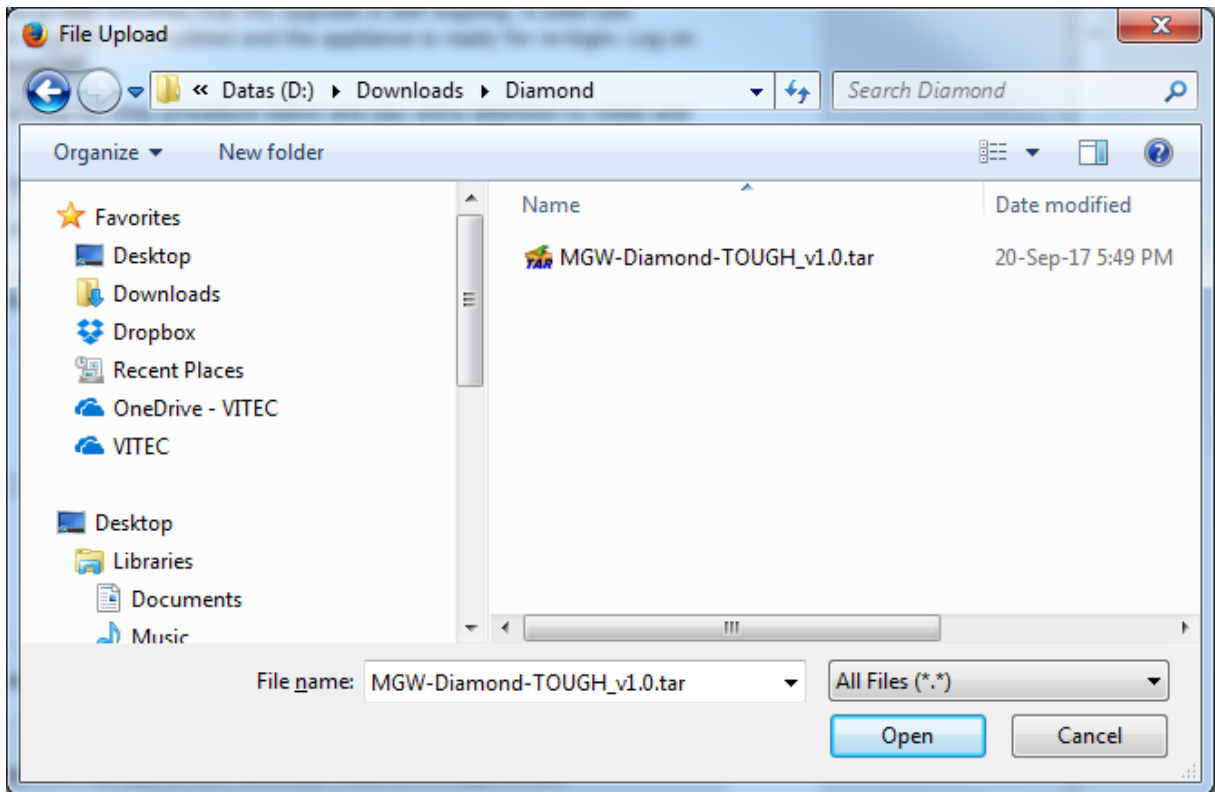 File Upload
« Datas (D:) Downloads Diamond
Search Diamond
Organize
New folder
Name
Date modified
Favorites
Desktop
Downloads
Dropbox
Recent Places
OneDrive - VITEC
VITEC
Desktop
Libraries
Documents
Music
TAR MGW-Diamond-TOUGH_v1.0.tar
20-Sep-17 5:49 PM
File name: MGW-Diamond-TOUGH_v1.0.tar
All Files (*.*)
Open
Cancel